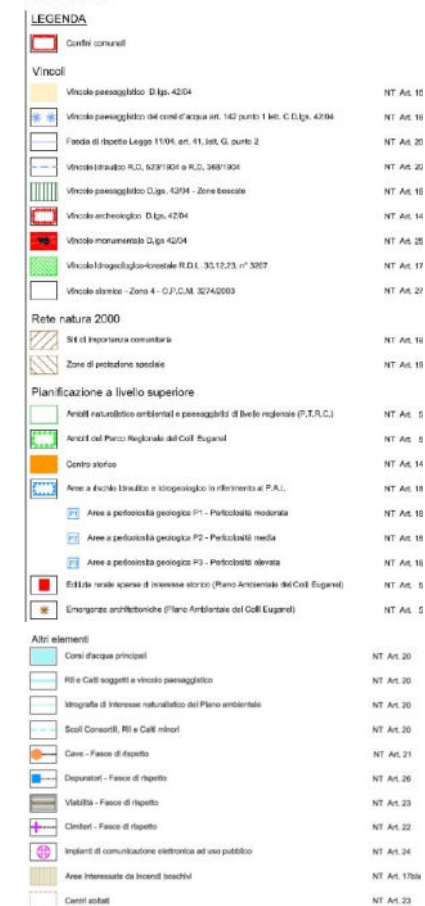 LEGENDA
Confini comunali
Vincoli
Vincolo paesaggistico D.lgs. 42/04 NT Art. 16
Vincolo paesaggistico dei corsi d'acqua art. 142 punto 1 lett. C D.lgs. 42/04 NT Art. 16
Fascia di rispetto Legge 11/04, art. 41, lett. G, punto 2 NT Art. 20
Vincolo idraulico R.D. 523/1904 e R.D. 368/1904 NT Art. 20
Vincolo paesaggistico D.lgs. 42/04 - Zone boscate NT Art. 16
Vincolo archeologico D.lgs. 42/04 NT Art. 14
Vincolo monumentale D.lgs 42/04 NT Art. 25
Vincolo idrogeologico-forestale R.D.L. 30.12.23, n° 3267 NT Art. 17
Vincolo sismico - Zona 4 - O.P.C.M. 3274/2003 NT Art. 27
Rete natura 2000
Siti di importanza comunitaria NT Art. 19
Zone di protezione speciale NT Art. 19
Pianificazione a livello superiore
Ambiti naturalistico ambientali e paesaggistici di livello regionale (P.T.R.C.) NT Art. 5
Ambiti del Parco Regionale dei Colli Euganei NT Art. 5
Centro storico NT Art. 14
Aree a rischio idraulico e idrogeologico in riferimento al P.A.I. NT Art. 18
P1 Aree a pericolosità geologica P1 - Pericolosità moderata NT Art. 18
P2 Aree a pericolosità geologica P2 - Pericolosità media NT Art. 18
P3 Aree a pericolosità geologica P3 - Pericolosità elevata NT Art. 18
Edilizia rurale sparsa di interesse storico (Piano Ambientale dei Colli Euganei) NT Art. 5
Emergenze architettoniche (Piano Ambientale dei Colli Euganei) NT Art. 5
Altri elementi
Corsi d'acqua principali NT Art. 20
Rii e Calti soggetti a vincolo paesaggistico NT Art. 20
Idrografia di interesse naturalistico del Piano ambientale NT Art. 20
Scoli Consorili, Rii e Calti minori NT Art. 20
Cave - Fasce di rispetto NT Art. 21
Depuratori - Fasce di rispetto NT Art. 26
Viabilità - Fasce di rispetto NT Art. 23
Cimiteri - Fasce di rispetto NT Art. 22
Impianti di comunicazione elettronica ad uso pubblico NT Art. 24
Aree interessate da incendi boschivi NT Art. 17bis
Centri abitati NT Art. 23